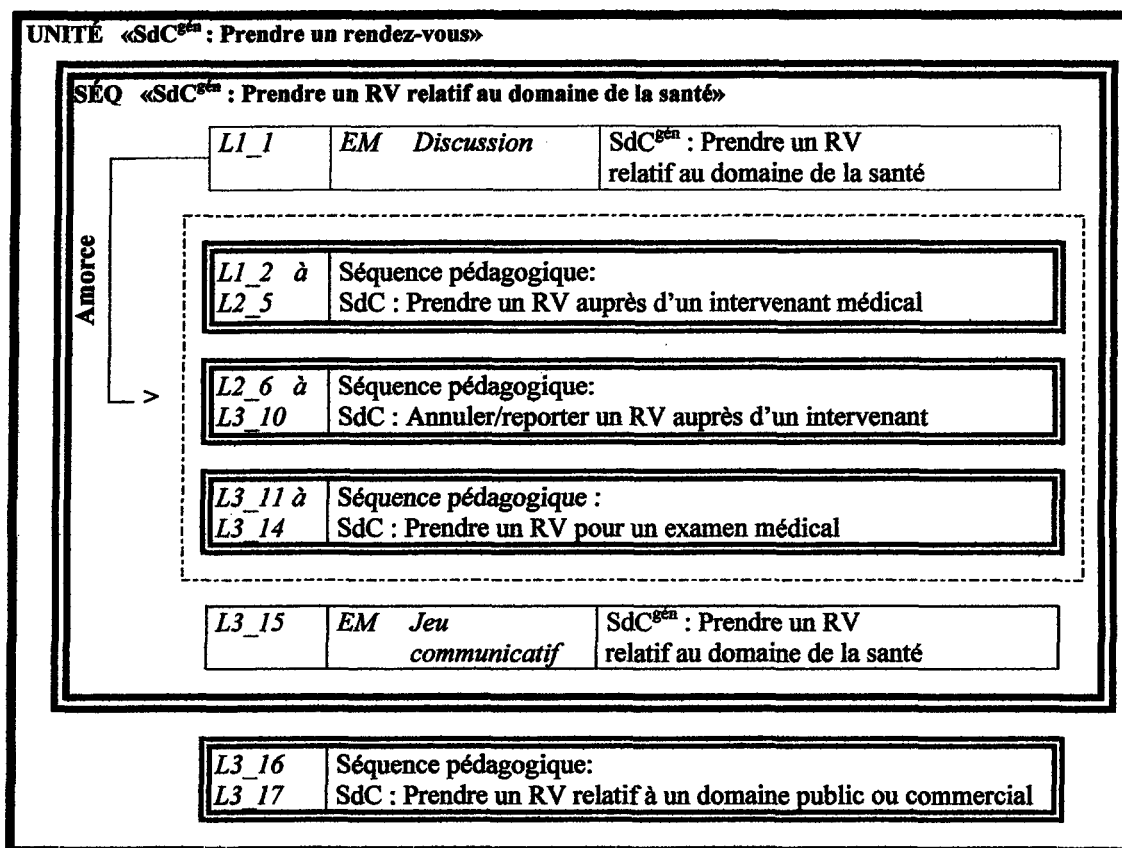 UNITÉ «SdCgén : Prendre un rendez-vous»
SÉQ «SdCgén : Prendre un RV relatif au domaine de la santé»
L1_1 EM Discussion SdCgén : Prendre un RV
relatif au domaine de la santé
Amorce
L1_2 à Séquence pédagogique:
L2_5 SdC : Prendre un RV auprès d'un intervenant médical
>
L2_6 à Séquence pédagogique:
L3_10 SdC : Annuler/reporter un RV auprès d'un intervenant
L3_11 à Séquence pédagogique :
L3_14 SdC : Prendre un RV pour un examen médical
L3_15 EM Jeu SdCgén : Prendre un RV
communicatif relatif au domaine de la santé
L3_16 Séquence pédagogique:
L3_17 SdC : Prendre un RV relatif à un domaine public ou commercial